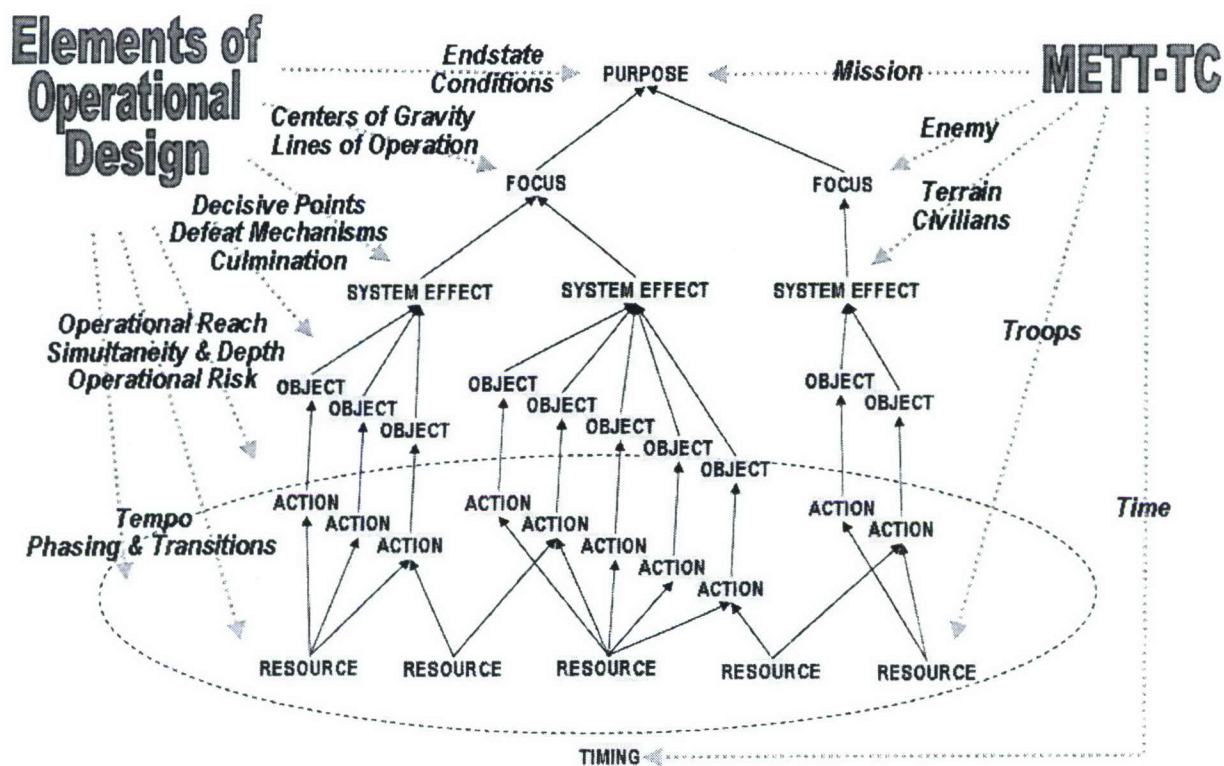 Elements of
Operational
Design
Endstate
Conditions
PURPOSE
Mission
METT-TC
Centers of Gravity
Lines of Operation
Enemy
FOCUS
FOCUS
Terrain
Civilians
Decisive Points
Defeat Mechanisms
Culmination
SYSTEM EFFECT
SYSTEM EFFECT
SYSTEM EFFECT
Operational Reach
Simultaneity & Depth
Operational Risk
Troops
OBJECT
OBJECT
OBJECT
OBJECT
OBJECT
OBJECT
OBJECT
OBJECT
OBJECT
OBJECT
ACTION
ACTION
ACTION
ACTION
ACTION
ACTION
ACTION
ACTION
ACTION
ACTION
Tempo
Phasing & Transitions
Time
RESOURCE
RESOURCE
RESOURCE
RESOURCE
RESOURCE
TIMING